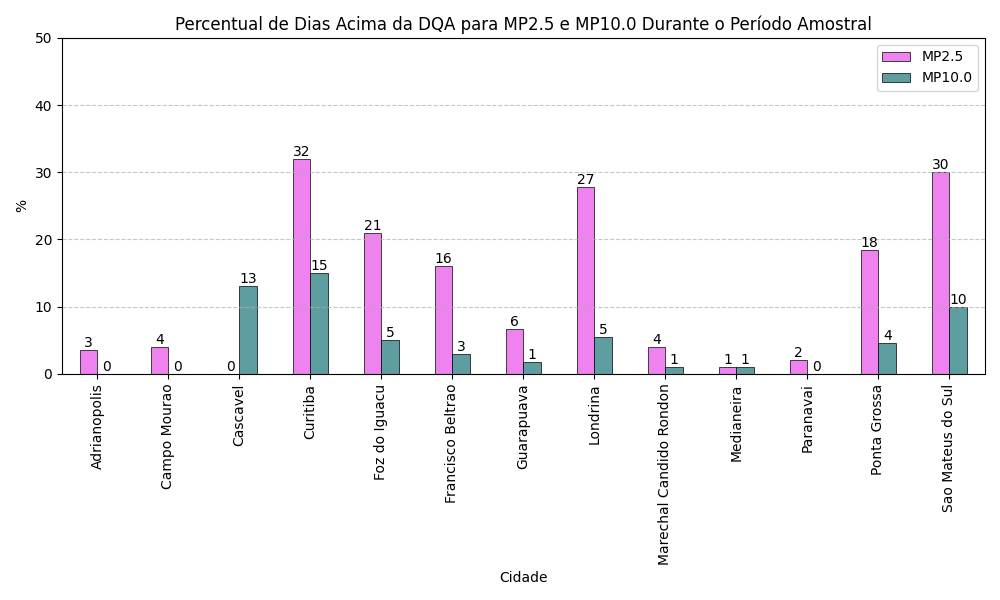 Percentual de Dias Acima da DQA para MP2.5 e MP10.0 Durante o Período Amostral
MP2.5
MP10.0
%
50
40
30
20
10
0
3 0
4 0
0 13
32 15
21 5
16 3
6 1
27 5
4 1
1 1
2 0
18 4
30 10
Adrianopolis
Campo Mourao
Cascavel
Curitiba
Foz do Iguacu
Francisco Beltrao
Guarapuava
Londrina
Marechal Candido Rondon
Medianeira
Paranavai
Ponta Grossa
Sao Mateus do Sul
Cidade